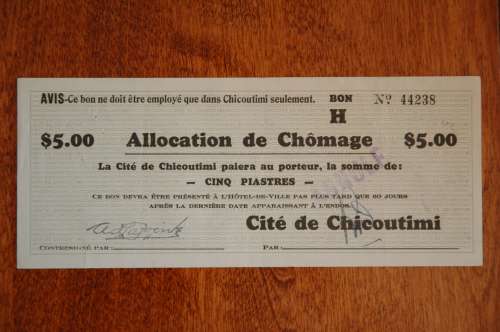 AVIS-Ce bon ne doit être employé que dans Chicoutimi seulement.
BON H
Nº 44238
$5.00 Allocation de Chômage $5.00
La Cité de Chicoutimi paiera au porteur, la somme de:
— CINQ PIASTRES —
CE BON DEVRA ÊTRE PRÉSENTÉ À L'HÔTEL-DE-VILLE PAS PLUS TARD QUE 60 JOURS
APRÈS LA DERNIÈRE DATE APPARAISSANT À L'ENDOS.
Cité de Chicoutimi
CONTRESIGNÉ PAR:
PAR: